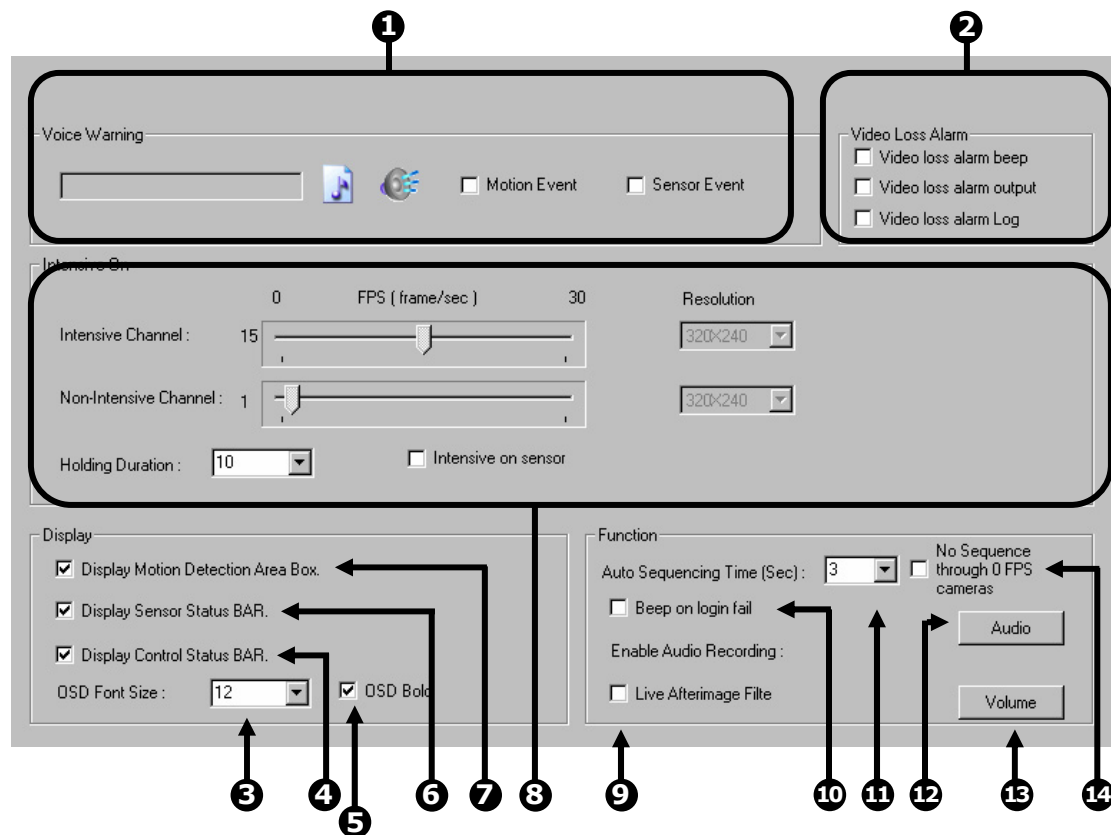 1
2
Voice Warning
Motion Event
Sensor Event
Video Loss Alarm
Video loss alarm beep
Video loss alarm output
Video loss alarm Log
Intensive On
0 FPS ( frame/sec ) 30
Resolution
Intensive Channel : 15
320X240
Non-Intensive Channel : 1
320X240
Holding Duration : 10
Intensive on sensor
Display
Display Motion Detection Area Box.
Display Sensor Status BAR.
Display Control Status BAR.
OSD Font Size : 12
OSD Bold
Function
Auto Sequencing Time (Sec) : 3
No Sequence
through 0 FPS
cameras
Beep on login fail
Audio
Enable Audio Recording :
Live Afterimage Filte
Volume
3
4
5
6
7
8
9
10
11
12
13
14